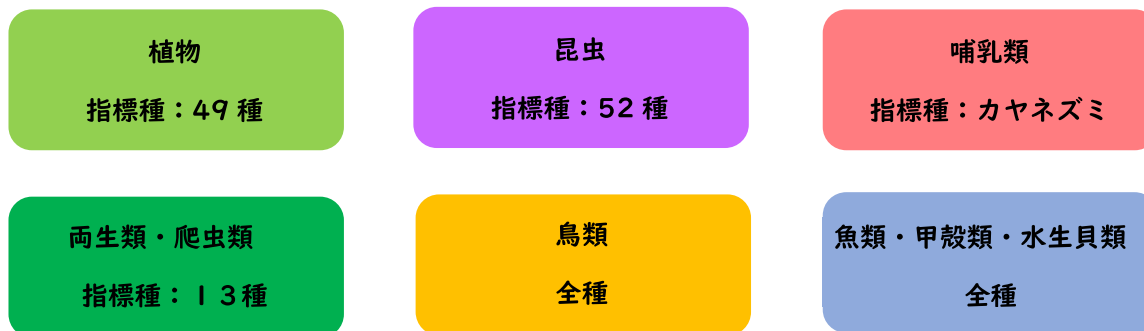 植物
指標種：49 種
昆虫
指標種：52 種
哺乳類
指標種：カヤネズミ
両生類・爬虫類
指標種：13種
鳥類
全種
魚類・甲殻類・水生貝類
全種